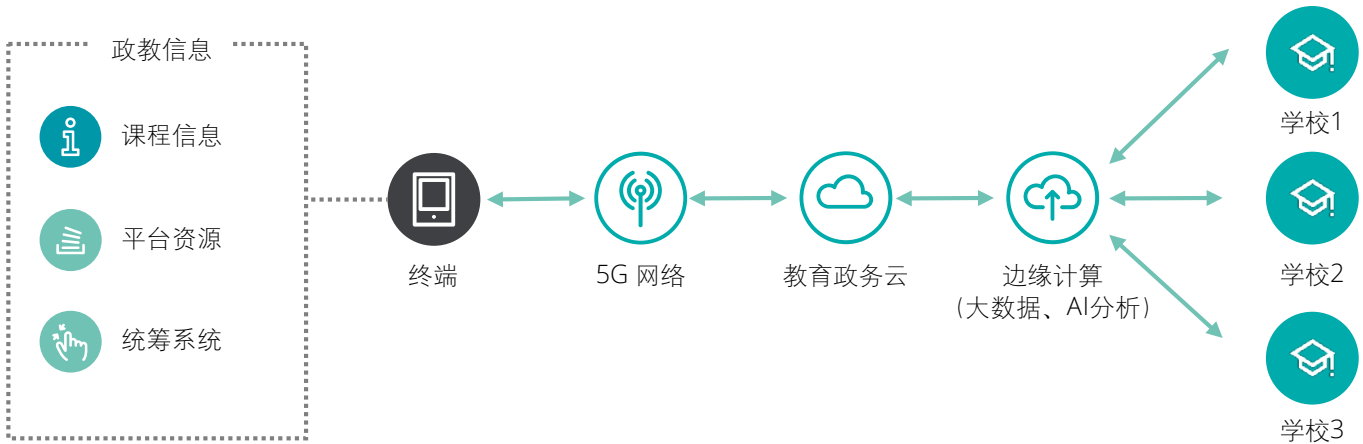 政教信息
课程信息
平台资源
统筹系统
终端
5G 网络
教育政务云
边缘计算
（大数据、AI分析）
学校1
学校2
学校3